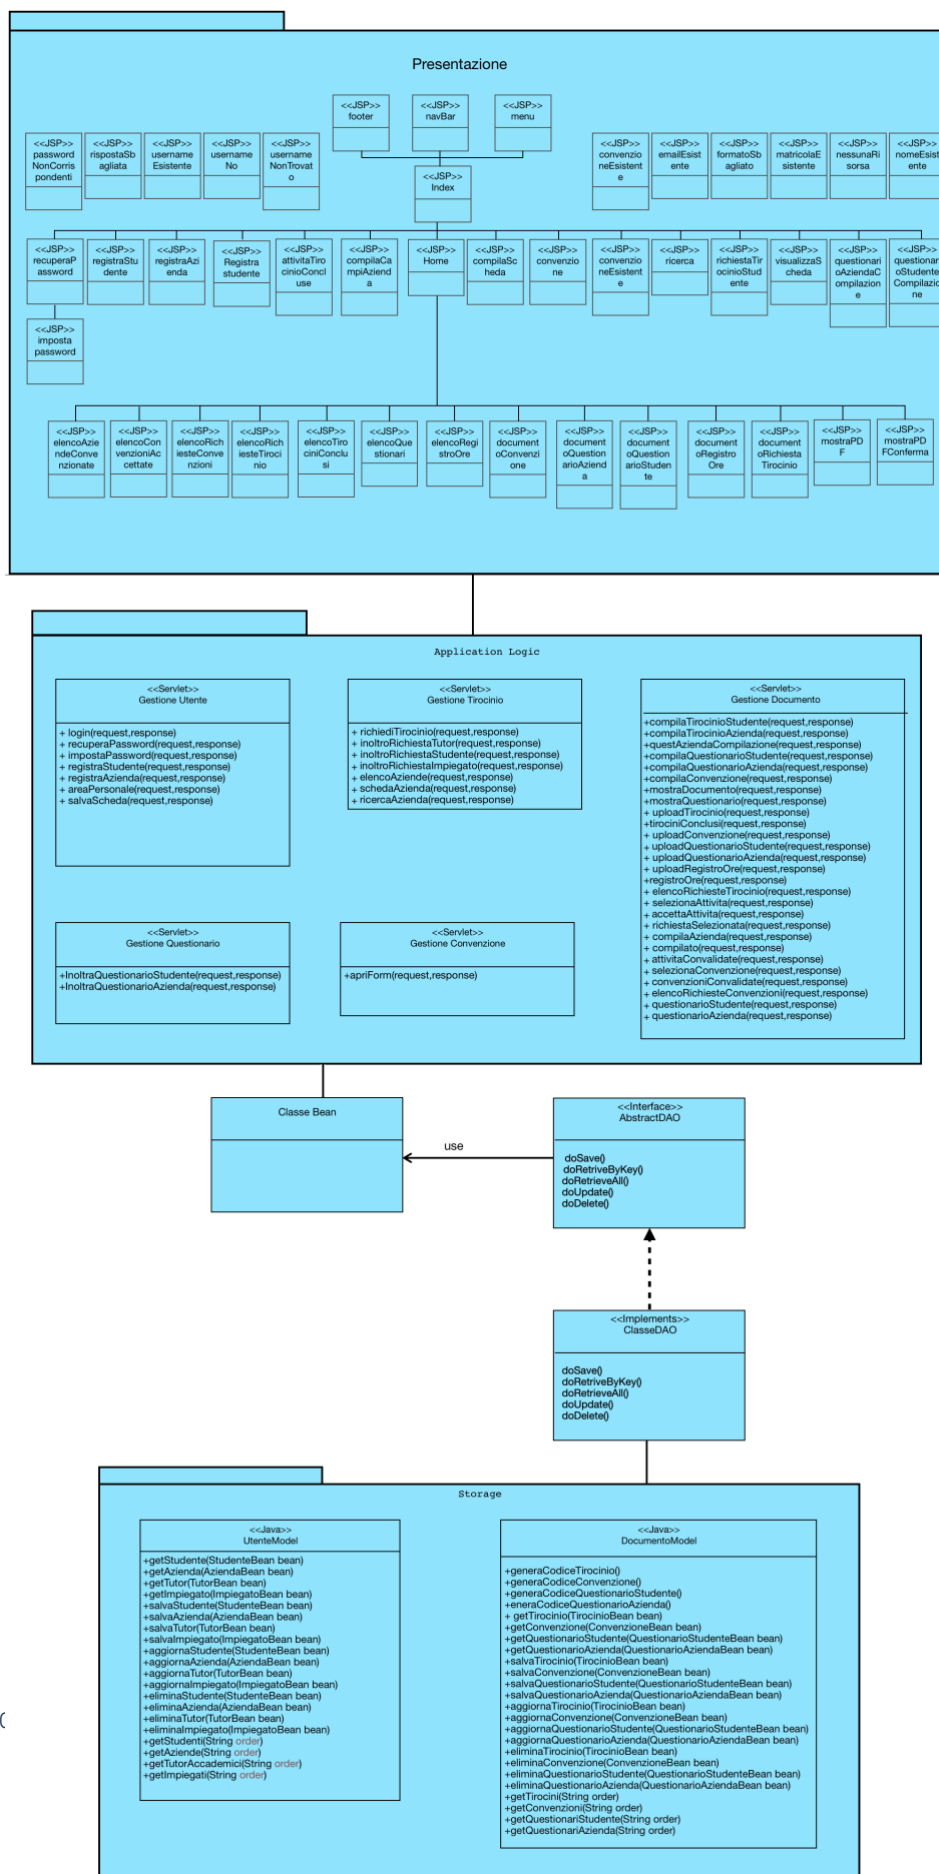 Presentazione
<<JSP>>
footer
<<JSP>>
navBar
<<JSP>>
menu
<<JSP>>
password
NonCorris
pondenti
<<JSP>>
rispostaSb
agliata
<<JSP>>
username
Esistente
<<JSP>>
username
No
<<JSP>>
username
NonTrovat
o
<<JSP>>
Index
<<JSP>>
convenzio
neEsistent
e
<<JSP>>
emailEsist
ente
<<JSP>>
formatoSb
agliato
<<JSP>>
matricolaE
sistente
<<JSP>>
nessunaRi
sorsa
<<JSP>>
nomeEsist
ente
<<JSP>>
recuperaP
assword
<<JSP>>
registraStu
dente
<<JSP>>
registraAzi
enda
<<JSP>>
Registra
studente
<<JSP>>
attivitaTiro
cinioConcl
use
<<JSP>>
compilaCa
mpiAziend
a
<<JSP>>
Home
<<JSP>>
compilaSc
heda
<<JSP>>
convenzio
ne
<<JSP>>
convenzio
neEsistent
e
<<JSP>>
ricerca
<<JSP>>
richiestaTir
ocinioStud
ente
<<JSP>>
visualizzaS
cheda
<<JSP>>
questionari
oAziendaC
ompilazion
e
<<JSP>>
questionar
oStudente
Compilazio
ne
<<JSP>>
imposta
password
<<JSP>>
elencoAzie
ndeConve
nzionate
<<JSP>>
elencoCon
venzioniAc
cettate
<<JSP>>
elencoRich
iesteConve
nzioni
<<JSP>>
elencoRich
iesteTiroci
nio
<<JSP>>
elencoTiro
ciniConclu
si
<<JSP>>
elencoQue
stionari
<<JSP>>
elencoRegi
stroOre
<<JSP>>
document
oConvenzi
one
<<JSP>>
document
oQuestion
arioAziend
a
<<JSP>>
document
oQuestion
arioStuden
te
<<JSP>>
document
oRegistro
Ore
<<JSP>>
document
oRichiesta
Tirocinio
<<JSP>>
mostraPD
F
<<JSP>>
mostraPD
FConferma
Application Logic
<<Servlet>>
Gestione Utente
+ login(request,response)
+ recuperaPassword(request,response)
+ impostaPassword(request,response)
+ registraStudente(request,response)
+ registraAzienda(request,response)
+ areaPersonale(request,response)
+ salvaScheda(request,response)
<<Servlet>>
Gestione Tirocinio
+ richiediTirocinio(request,response)
+ inoltroRichiestaTutor(request,response)
+ inoltroRichiestaStudente(request,response)
+ inoltroRichiestaImpiegato(request,response)
+ elencoAziende(request,response)
+ schedaAzienda(request,response)
+ ricercaAzienda(request,response)
<<Servlet>>
Gestione Documento
+compilaTirocinioStudente(request,response)
+compilaTirocinioAzienda(request,response)
+questAziendaCompilazione(request,response)
+compilaQuestionarioStudente(request,response)
+compilaQuestionarioAzienda(request,response)
+compilaConvenzione(request,response)
+mostraDocumento(request,response)
+mostraQuestionario(request,response)
+ uploadTirocinio(request,response)
+tirociniConclusi(request,response)
+ uploadConvenzione(request,response)
+ uploadQuestionarioStudente(request,response)
+ uploadQuestionarioAzienda(request,response)
+ uploadRegistroOre(request,response)
+registroOre(request,response)
+ elencoRichiesteTirocinio(request,response)
+ selezionaAttivita(request,response)
+ accettaAttivita(request,response)
+ richiestaSelezionata(request,response)
+ compilaAzienda(request,response)
+ compilato(request,response)
+ attivitaConvalidate(request,response)
+ selezionaConvenzione(request,response)
+ convenzioniConvalidate(request,response)
+ elencoRichiesteConvenzioni(request,response)
+ questionarioStudente(request,response)
+ questionarioAzienda(request,response)
<<Servlet>>
Gestione Questionario
+InoltraQuestionarioStudente(request,response)
+InoltraQuestionarioAzienda(request,response)
<<Servlet>>
Gestione Convenzione
+apriForm(request,response)
Classe Bean
use
<<Interface>>
AbstractDAO
doSave()
doRetriveByKey()
doRetrieveAll()
doUpdate()
doDelete()
<<Implements>>
ClasseDAO
doSave()
doRetriveByKey()
doRetrieveAll()
doUpdate()
doDelete()
Storage
<<Java>>
UtenteModel
+getStudente(StudenteBean bean)
+getAzienda(AziendaBean bean)
+getTutor(TutorBean bean)
+getImpiegato(ImpiegatoBean bean)
+salvaStudente(StudenteBean bean)
+salvaAzienda(AziendaBean bean)
+salvaTutor(TutorBean bean)
+salvaImpiegato(ImpiegatoBean bean)
+aggiornaStudente(StudenteBean bean)
+aggiornaAzienda(AziendaBean bean)
+aggiornaTutor(TutorBean bean)
+aggiornaImpiegato(ImpiegatoBean bean)
+eliminaStudente(StudenteBean bean)
+eliminaAzienda(AziendaBean bean)
+eliminaTutor(TutorBean bean)
+eliminaImpiegato(ImpiegatoBean bean)
+getStudenti(String order)
+getAziende(String order)
+getTutorAccademici(String order)
+getImpiegati(String order)
<<Java>>
DocumentoModel
+generaCodiceTirocinio()
+generaCodiceConvenzione()
+generaCodiceQuestionarioStudente()
+eneraCodiceQuestionarioAzienda()
+ getTirocinio(TirocinioBean bean)
+getConvenzione(ConvenzioneBean bean)
+getQuestionarioStudente(QuestionarioStudenteBean bean)
+getQuestionarioAzienda(QuestionarioAziendaBean bean)
+salvaTirocinio(TirocinioBean bean)
+salvaConvenzione(ConvenzioneBean bean)
+salvaQuestionarioStudente(QuestionarioStudenteBean bean)
+salvaQuestionarioAzienda(QuestionarioAziendaBean bean)
+aggiornaTirocinio(TirocinioBean bean)
+aggiornaConvenzione(ConvenzioneBean bean)
+aggiornaQuestionarioStudente(QuestionarioStudenteBean bean)
+aggiornaQuestionarioAzienda(QuestionarioAziendaBean bean)
+eliminaTirocinio(TirocinioBean bean)
+eliminaConvenzione(ConvenzioneBean bean)
+eliminaQuestionarioStudente(QuestionarioStudenteBean bean)
+eliminaQuestionarioAzienda(QuestionarioAziendaBean bean)
+getTirocini(String order)
+getConvenzioni(String order)
+getQuestionariStudente(String order)
+getQuestionariAzienda(String order)